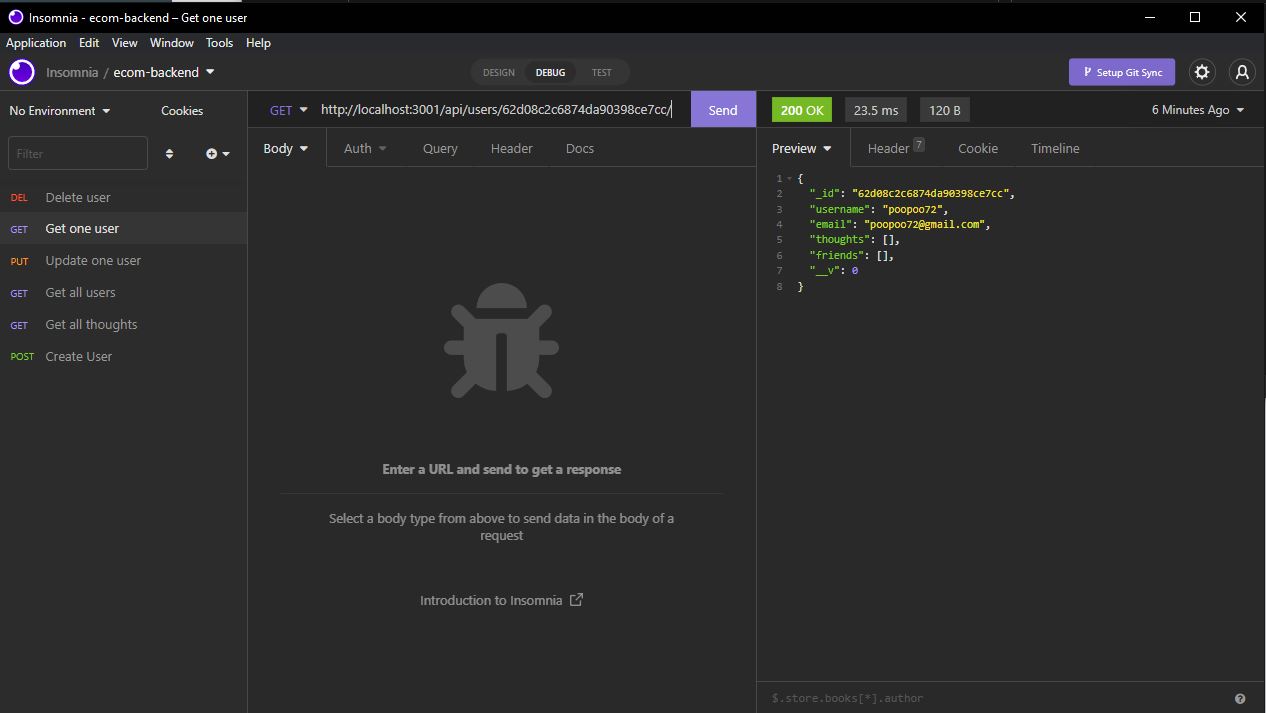 Insomnia - ecom-backend – Get one user
Application Edit View Window Tools Help
Insomnia / ecom-backend
DESIGN DEBUG TEST
Setup Git Sync
No Environment Cookies
GET http://localhost:3001/api/users/62d08c2c6874da90398ce7cc/ Send
200 OK 23.5 ms 120 B 6 Minutes Ago
Filter
Body Auth Query Header Docs
Preview Header 7 Cookie Timeline
DEL Delete user
GET Get one user
PUT Update one user
GET Get all users
GET Get all thoughts
POST Create User
Enter a URL and send to get a response
Select a body type from above to send data in the body of a
request
Introduction to Insomnia
1 {
2 "_id": "62d08c2c6874da90398ce7cc",
3 "username": "poopoo72",
4 "email": "poopoo72@gmail.com",
5 "thoughts": [],
6 "friends": [],
7 "__v": 0
8 }
$.store.books[*].author